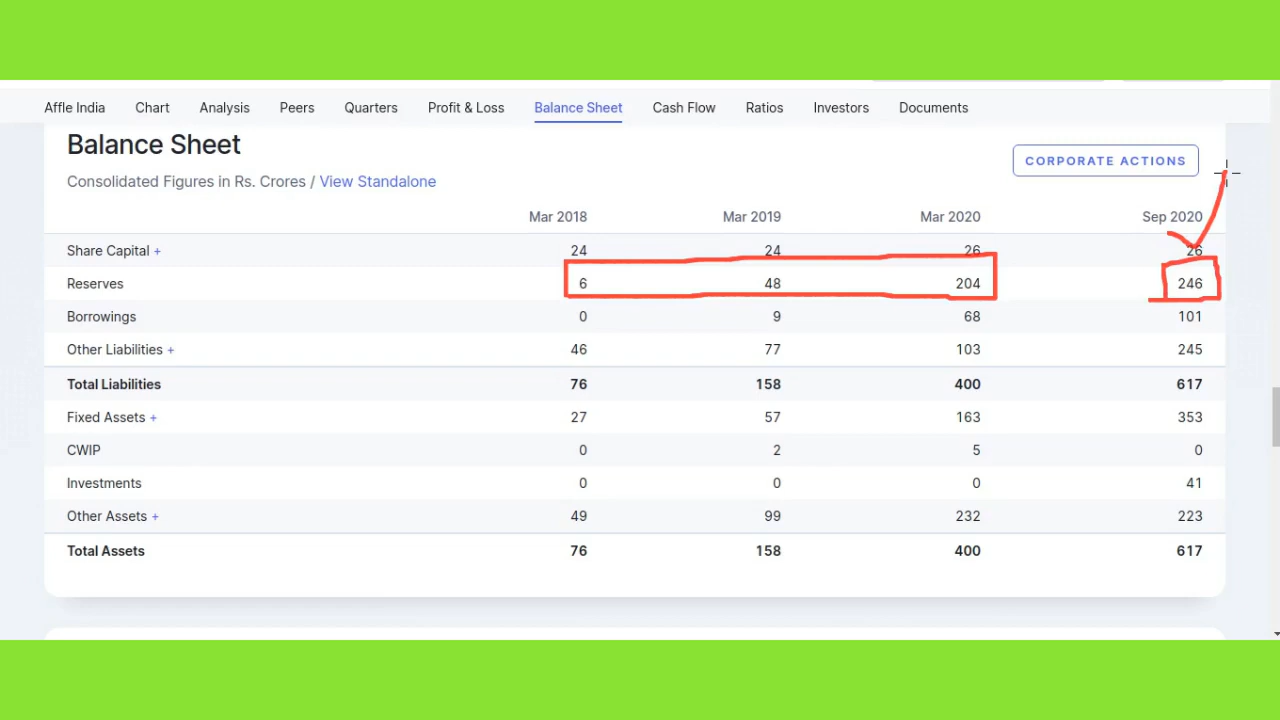 Affle India Chart Analysis Peers Quarters Profit & Loss Balance Sheet Cash Flow Ratios Investors Documents
Balance Sheet
CORPORATE ACTIONS
Consolidated Figures in Rs. Crores / View Standalone
Mar 2018 Mar 2019 Mar 2020 Sep 2020
Share Capital + 24 24 26 26
Reserves 6 48 204 246
Borrowings 0 9 68 101
Other Liabilities + 46 77 103 245
Total Liabilities 76 158 400 617
Fixed Assets + 27 57 163 353
CWIP 0 2 5 0
Investments 0 0 0 41
Other Assets + 49 99 232 223
Total Assets 76 158 400 617